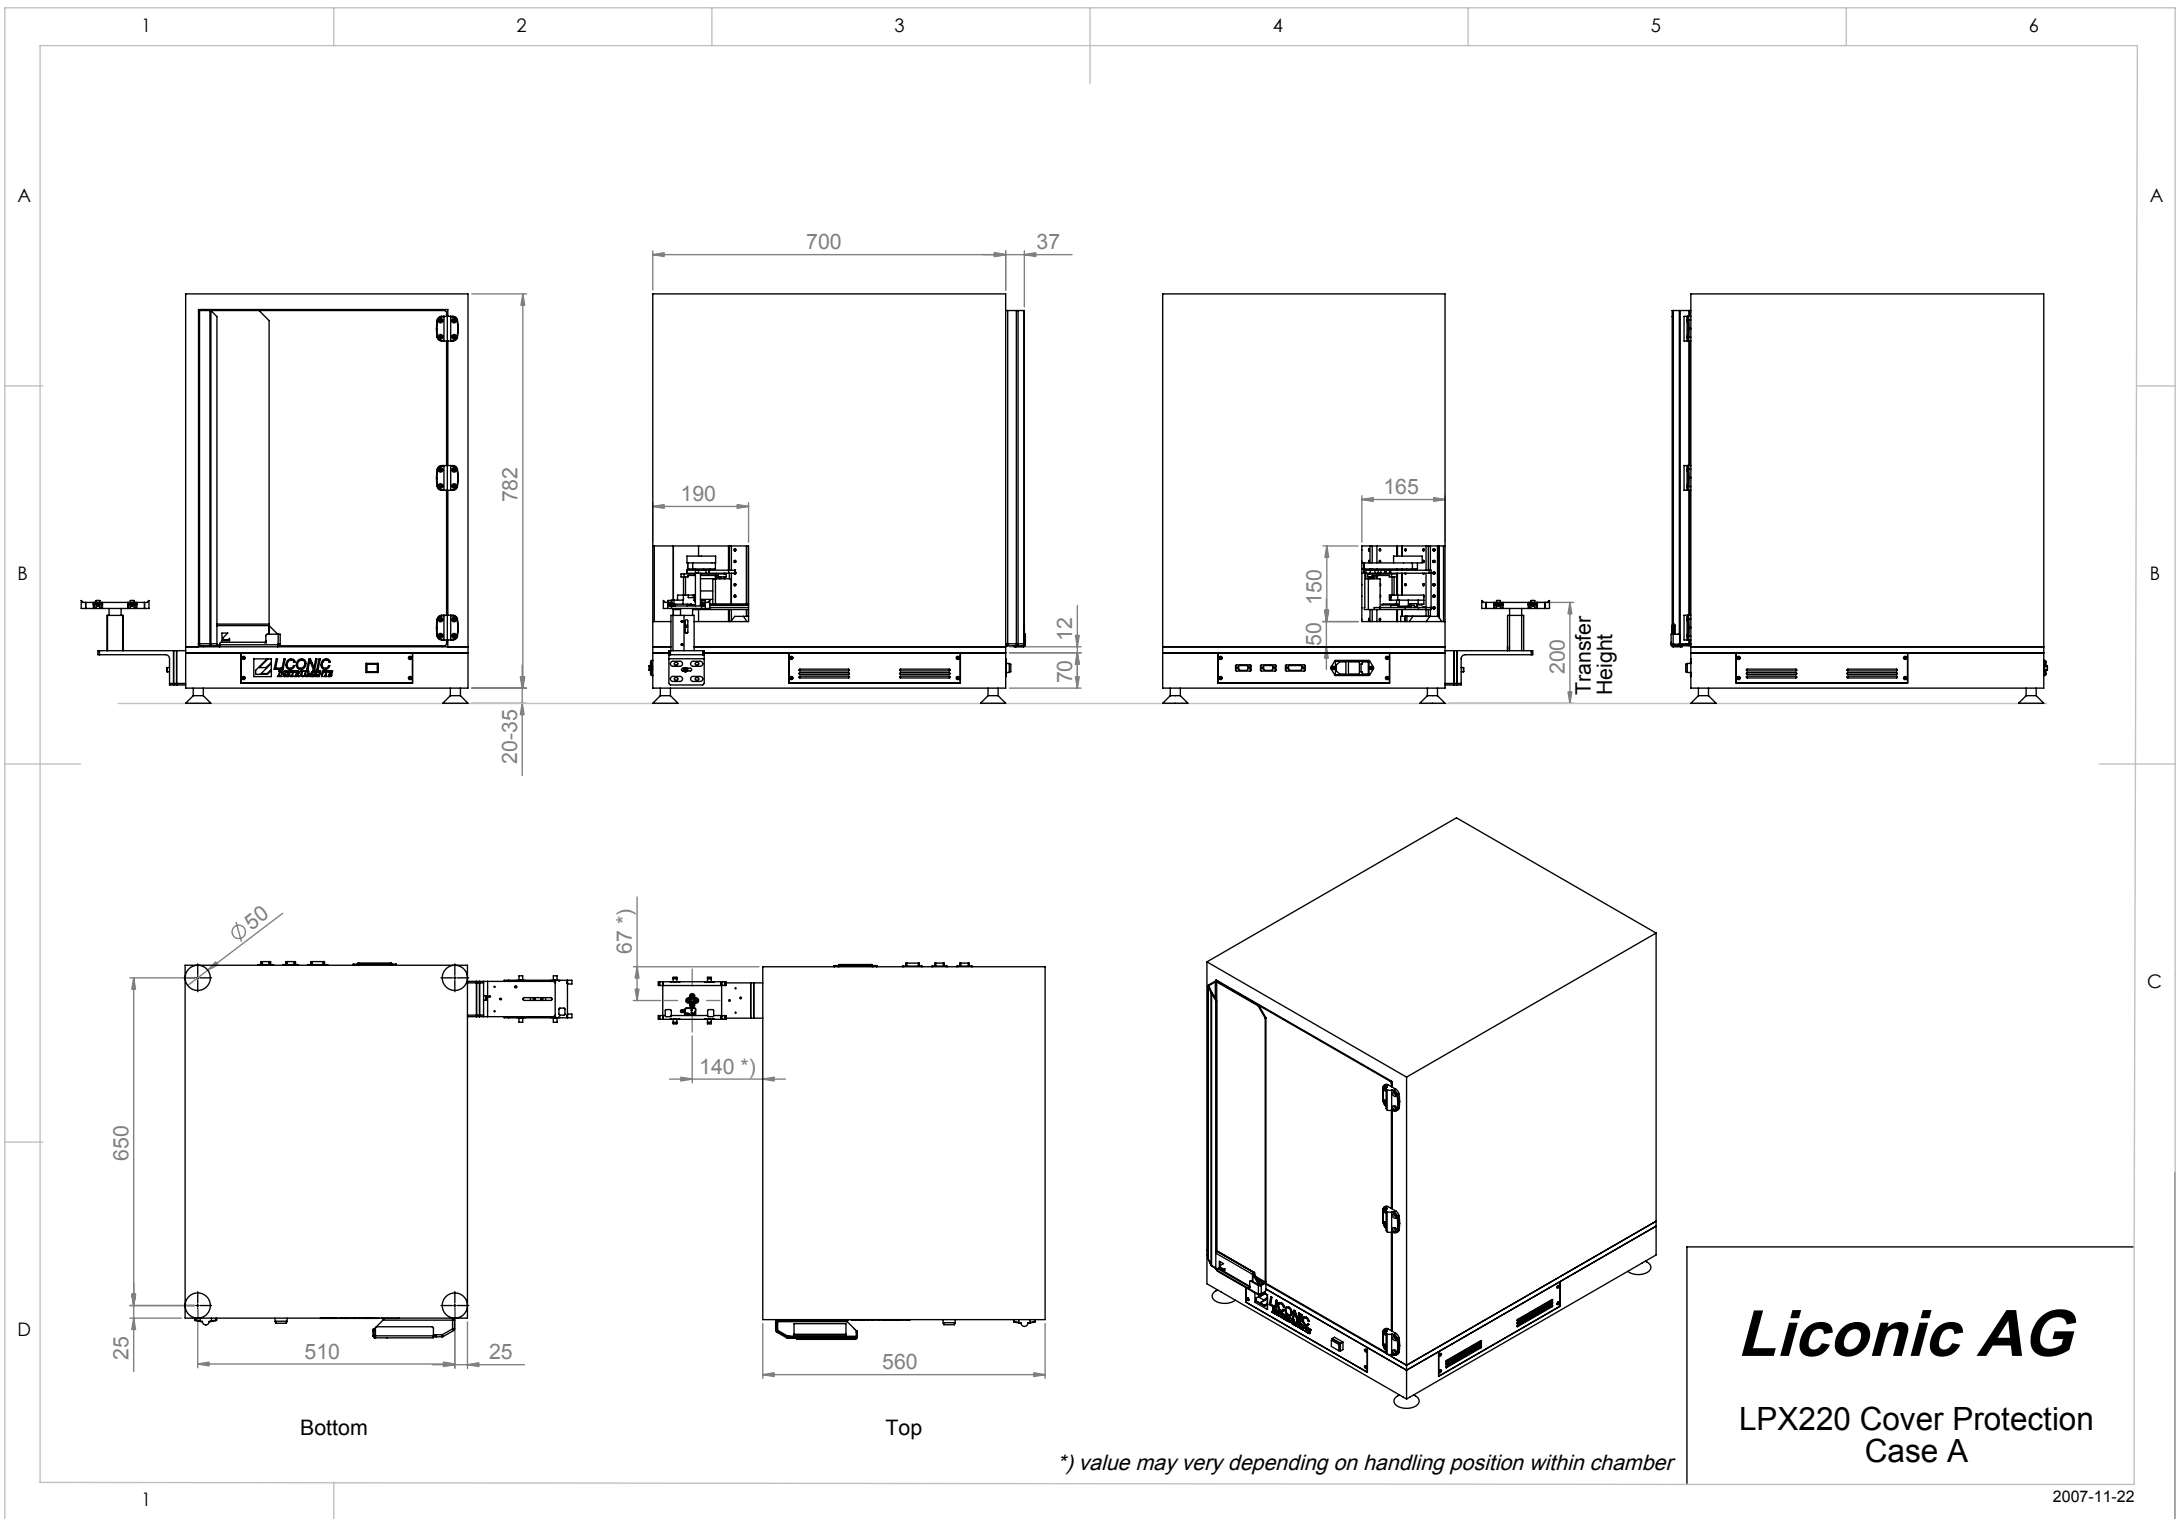 1 2 3 4 5 6
A A
700 37
782
190
165
B B
150
12
50
200
Transfer
Height
70
LICONIC
INSTRUMENTS
20-35
Ø50
67 *)
C
140 *)
650
D
LICONIC
25
510
25
560
Liconic AG
LPX220 Cover Protection
Case A
Bottom
Top
*) value may very depending on handling position within chamber
1
2007-11-22